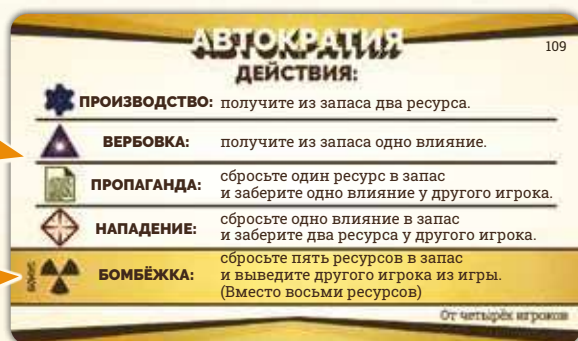 АВТОКРАТИЯ
109
ДЕЙСТВИЯ:
ПРОИЗВОДСТВО: получите из запаса два ресурса.
ВЕРБОВКА: получите из запаса одно влияние.
ПРОПАГАНДА: сбросьте один ресурс в запас
и заберите одно влияние у другого игрока.
НАПАДЕНИЕ: сбросьте одно влияние в запас
и заберите два ресурса у другого игрока.
БОНУС
БОМБЁЖКА: сбросьте пять ресурсов в запас
и выведите другого игрока из игры.
(Вместо восьми ресурсов)
От четырёх игроков